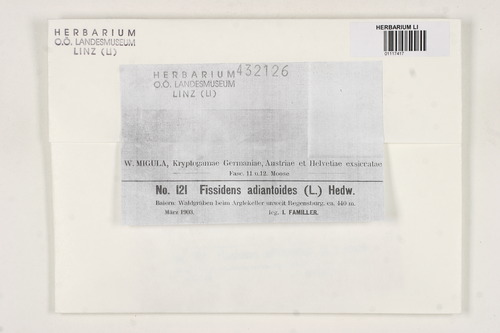 HERBARIUM
O.Ö. LANDESMUSEUM
LINZ (LI)
HERBARIUM LI
01117417
HERBARIUM 432126
O.Ö. LANDESMUSEUM
LINZ (LI)
W. MIGULA, Kryptogamae Germaniae, Austriae et Helvetiae exsiccatae
Fasc. 11 u. 12. Moose
No. 121 Fissidens adiantoides (L.) Hedw.
Baiern: Waldgräben beim Arglekeller unweit Regensburg, ca. 440 m.
März 1903. leg. I. FAMILLER.